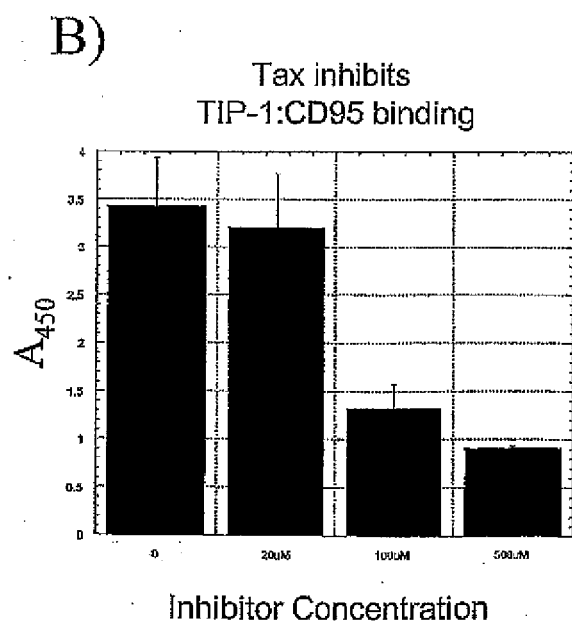 B)
Tax inhibits
TIP-1:CD95 binding
4
3.5
3
2.5
2
1.5
1
0.5
0
A450
0 20uM 100uM 500uM
Inhibitor Concentration